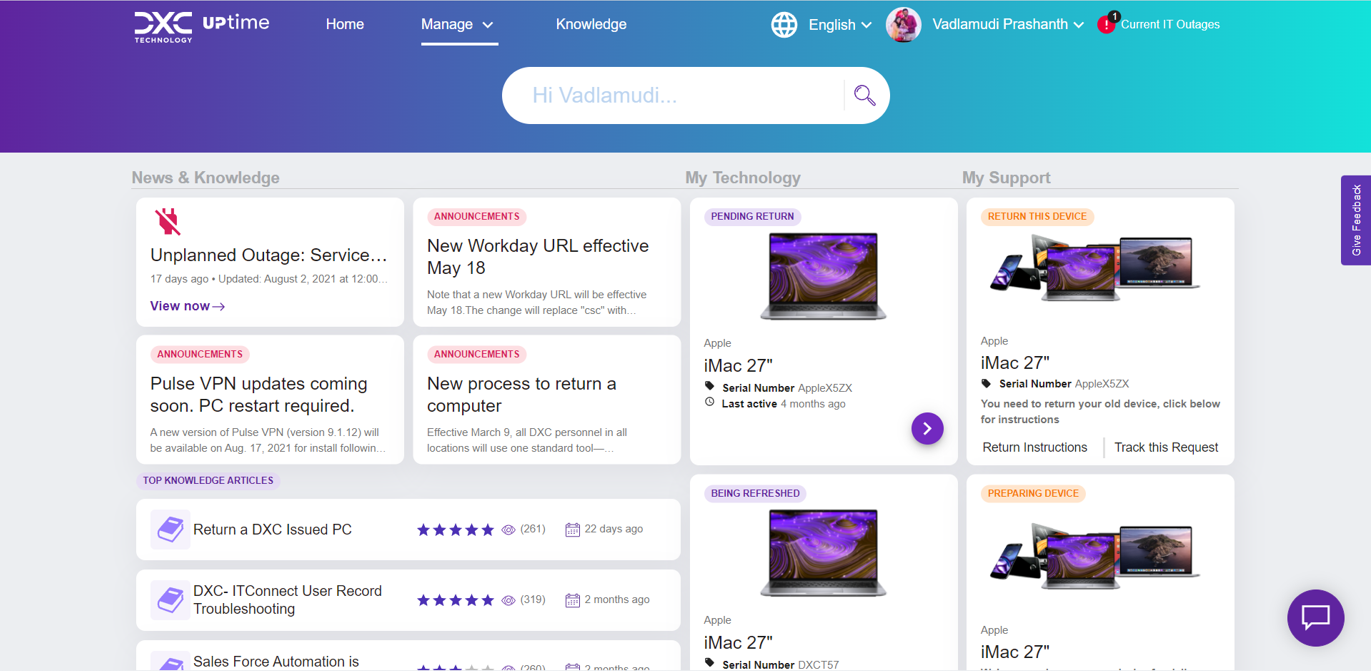 DXC TECHNOLOGY UPtime
Home
Manage
Knowledge
English
Vadlamudi Prashanth
1
Current IT Outages
Hi Vadlamudi...
Give Feedback
News & Knowledge
Unplanned Outage: Service...
17 days ago • Updated: August 2, 2021 at 12:00...
View now→
ANNOUNCEMENTS
New Workday URL effective
May 18
Note that a new Workday URL will be effective
May 18.The change will replace "csc" with...
ANNOUNCEMENTS
Pulse VPN updates coming
soon. PC restart required.
A new version of Pulse VPN (version 9.1.12) will
be available on Aug. 17, 2021 for install followin...
ANNOUNCEMENTS
New process to return a
computer
Effective March 9, all DXC personnel in all
locations will use one standard tool—...
TOP KNOWLEDGE ARTICLES
Return a DXC Issued PC
(261)
22 days ago
DXC- ITConnect User Record
Troubleshooting
(319)
2 months ago
Sales Force Automation is
(260)
2 months ago
My Technology
PENDING RETURN
Apple
iMac 27"
Serial Number AppleX5ZX
Last active 4 months ago
BEING REFRESHED
Apple
iMac 27"
Serial Number DXCT57
My Support
RETURN THIS DEVICE
Apple
iMac 27"
Serial Number AppleX5ZX
You need to return your old device, click below
for instructions
Return Instructions
Track this Request
PREPARING DEVICE
Apple
iMac 27"